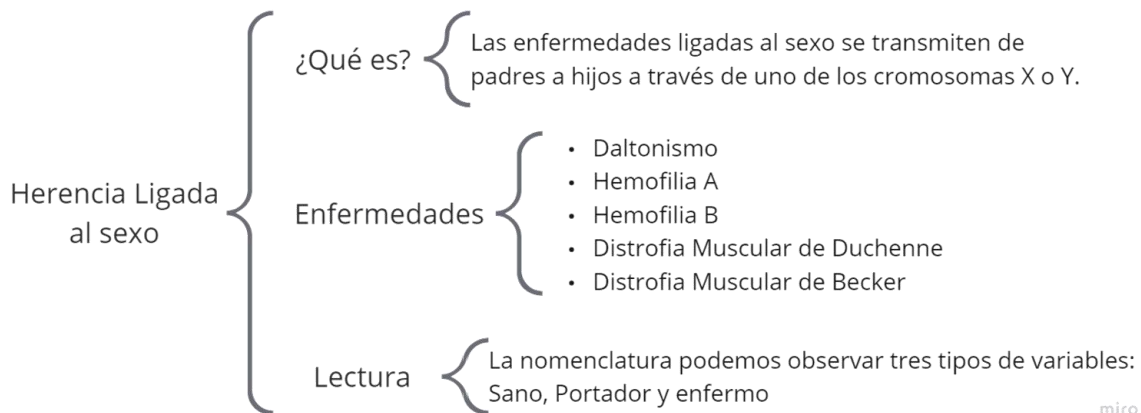 Herencia Ligada
al sexo
¿Qué es?
Las enfermedades ligadas al sexo se transmiten de
padres a hijos a través de uno de los cromosomas X o Y.
Enfermedades
• Daltonismo
• Hemofilia A
• Hemofilia B
• Distrofia Muscular de Duchenne
• Distrofia Muscular de Becker
Lectura
La nomenclatura podemos observar tres tipos de variables:
Sano, Portador y enfermo
miro